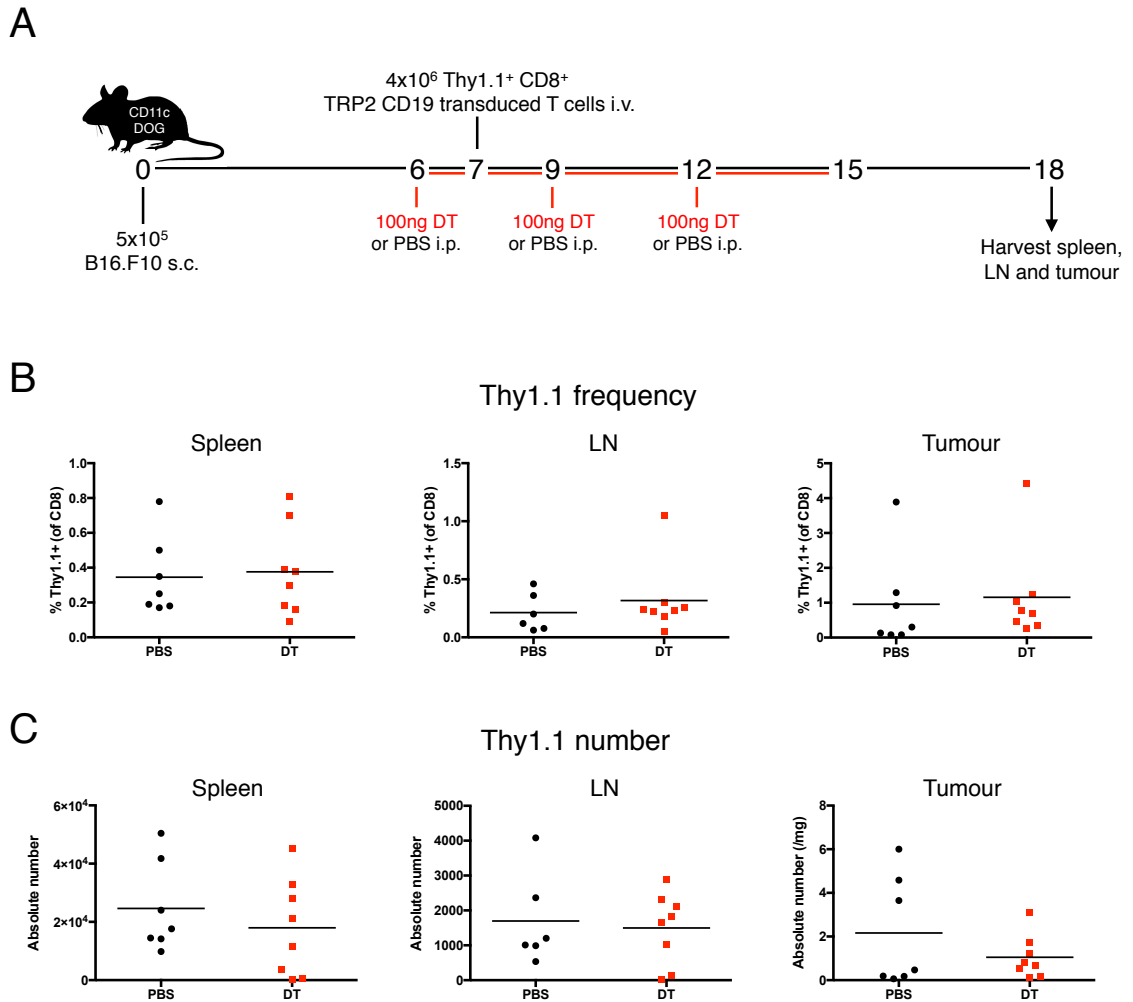 A
4x10⁶ Thy1.1⁺ CD8⁺
TRP2 CD19 transduced T cells i.v.
CD11c
DOG
0 6 7 9 12 15 18
100ng DT
or PBS i.p.
100ng DT
or PBS i.p.
100ng DT
or PBS i.p.
5x10⁵
B16.F10 s.c.
Harvest spleen,
LN and tumour
B
Thy1.1 frequency
Spleen
% Thy1.1+ (of CD8)
1.0
0.8
0.6
0.4
0.2
0.0
PBS DT
LN
% Thy1.1+ (of CD8)
1.5
1.0
0.5
0.0
PBS DT
Tumour
% Thy1.1+ (of CD8)
5
4
3
2
1
0
PBS DT
C
Thy1.1 number
Spleen
Absolute number
6×10⁴
4×10⁴
2×10⁴
0
PBS DT
LN
Absolute number
5000
4000
3000
2000
1000
0
PBS DT
Tumour
Absolute number (/mg)
8
6
4
2
0
PBS DT